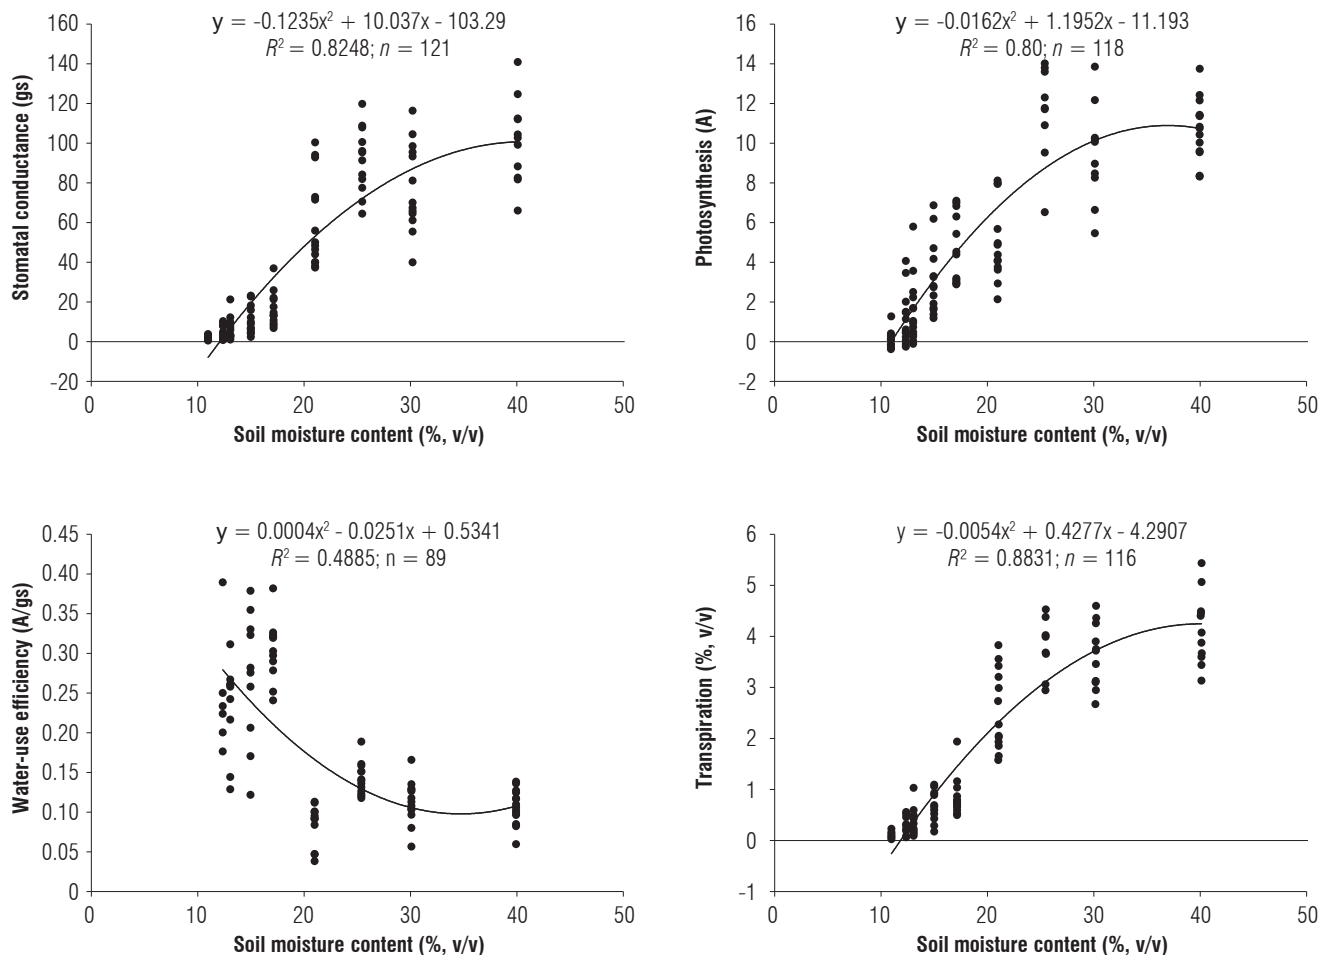 y = -0.1235x² + 10.037x - 103.29
R² = 0.8248; n = 121
Stomatal conductance (gs)
160
140
120
100
80
60
40
20
0
-20
0 10 20 30 40 50
Soil moisture content (%, v/v)
y = -0.0162x² + 1.1952x - 11.193
R² = 0.80; n = 118
Photosynthesis (A)
16
14
12
10
8
6
4
2
0
-2
0 10 20 30 40 50
Soil moisture content (%, v/v)
y = 0.0004x² - 0.0251x + 0.5341
R² = 0.4885; n = 89
Water-use efficiency (A/gs)
0.45
0.40
0.35
0.30
0.25
0.20
0.15
0.10
0.05
0
0 10 20 30 40 50
Soil moisture content (%, v/v)
y = -0.0054x² + 0.4277x - 4.2907
R² = 0.8831; n = 116
Transpiration (%, v/v)
6
5
4
3
2
1
0
-1
0 10 20 30 40 50
Soil moisture content (%, v/v)